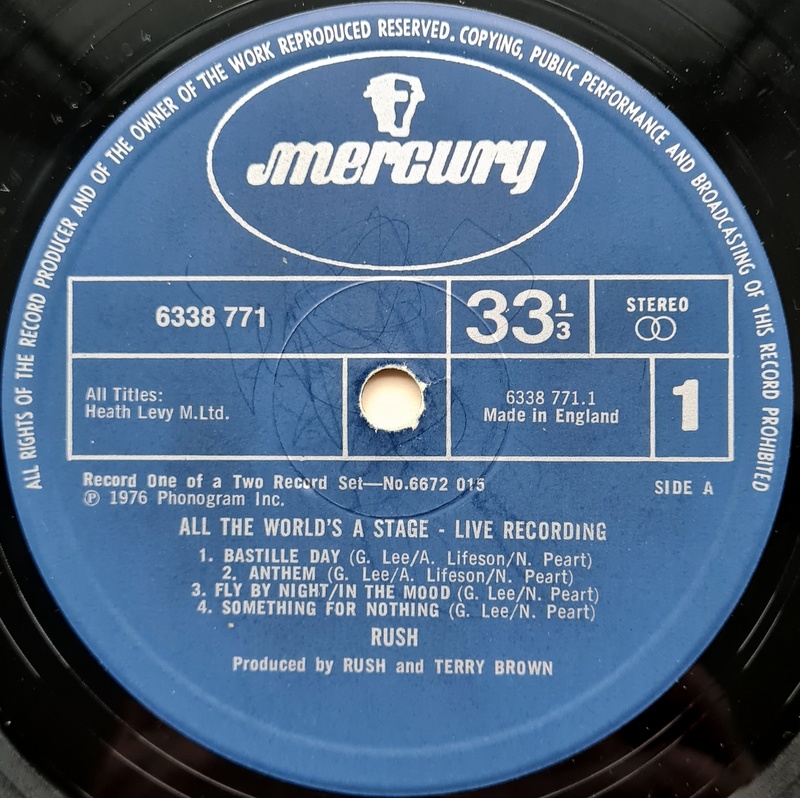 ALL RIGHTS OF THE RECORD PRODUCER AND OF THE OWNER OF THE WORK REPRODUCED RESERVED. COPYING, PUBLIC PERFORMANCE AND BROADCASTING OF THIS RECORD PROHIBITED
mercury
6338 771
33 1/3
STEREO
All Titles:
Heath Levy M.Ltd.
6338 771.1
Made in England
1
Record One of a Two Record Set—No.6672 015
℗ 1976 Phonogram Inc.
SIDE A
ALL THE WORLD'S A STAGE - LIVE RECORDING
1. BASTILLE DAY (G. Lee/A. Lifeson/N. Peart)
2. ANTHEM (G. Lee/A. Lifeson/N. Peart)
3. FLY BY NIGHT/IN THE MOOD (G. Lee/N. Peart)
4. SOMETHING FOR NOTHING (G. Lee/N. Peart)
RUSH
Produced by RUSH and TERRY BROWN